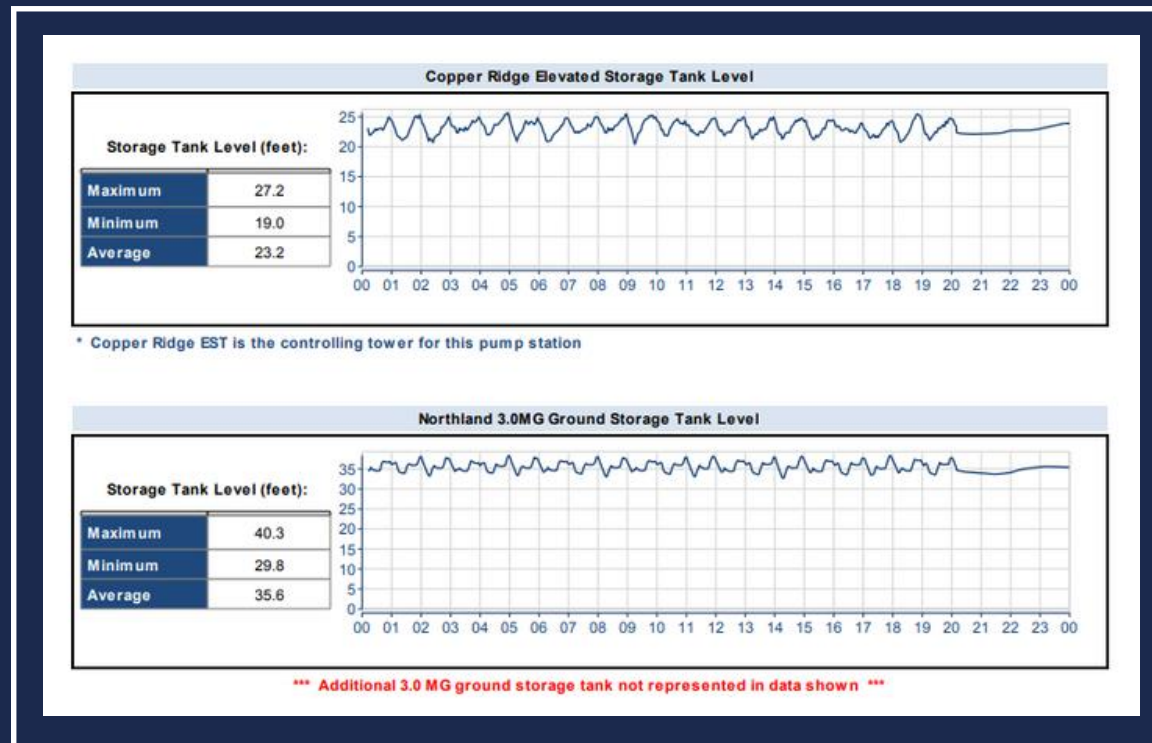 Copper Ridge Elevated Storage Tank Level
Storage Tank Level (feet):
Maximum 27.2
Minimum 19.0
Average 23.2
25
20
15
10
5
0
00 01 02 03 04 05 06 07 08 09 10 11 12 13 14 15 16 17 18 19 20 21 22 23 00
* Copper Ridge EST is the controlling tower for this pump station
Northland 3.0MG Ground Storage Tank Level
Storage Tank Level (feet):
Maximum 40.3
Minimum 29.8
Average 35.6
35
30
25
20
15
10
5
0
00 01 02 03 04 05 06 07 08 09 10 11 12 13 14 15 16 17 18 19 20 21 22 23 00
*** Additional 3.0 MG ground storage tank not represented in data shown ***